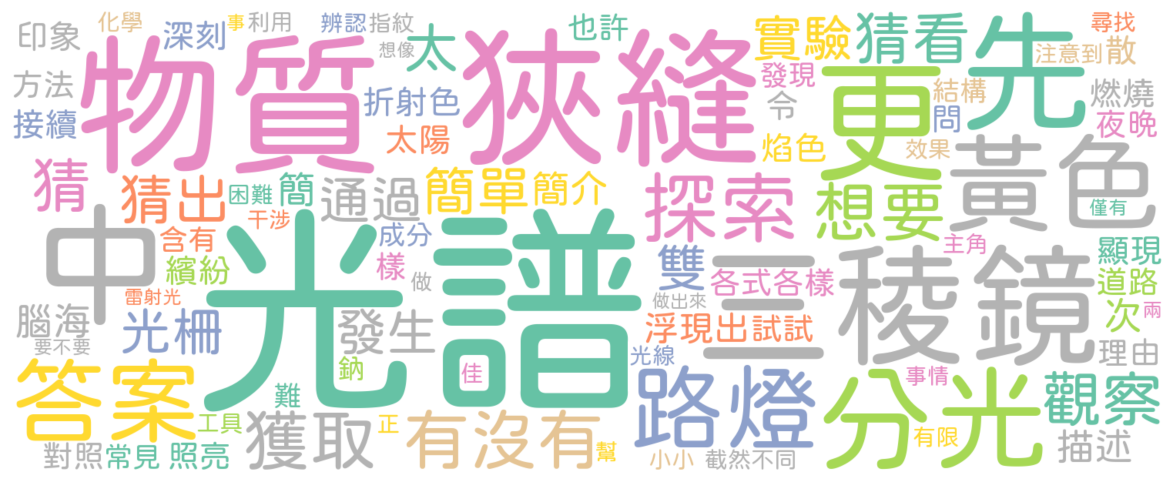 印象
化學
深刻
事
利用
辨認
指紋
想像
太
也許
實驗
猜看
先
尋找
注意到
散
方法
物質
狹縫
發現
更
結構
燃燒
接續
折射色
令
問
夜晚
太陽
焰色
效果
黃色
猜
猜出
困難
簡
通過
簡單
簡介
探索
想要
僅有
干涉
中
含有
光譜
成分
主角
顯現
繽紛
樣
雙
三稜鏡
各式各樣
道路
雷射光
做
做出來
次
兩
腦海
光柵
發生
浮現出
試試
要不要
光線
理由
答案
鈉
佳
路燈
分光
事情
觀察
難
工具
獲取
正
有沒有
有限
描述
對照
常見
照亮
幫
小小
截然不同